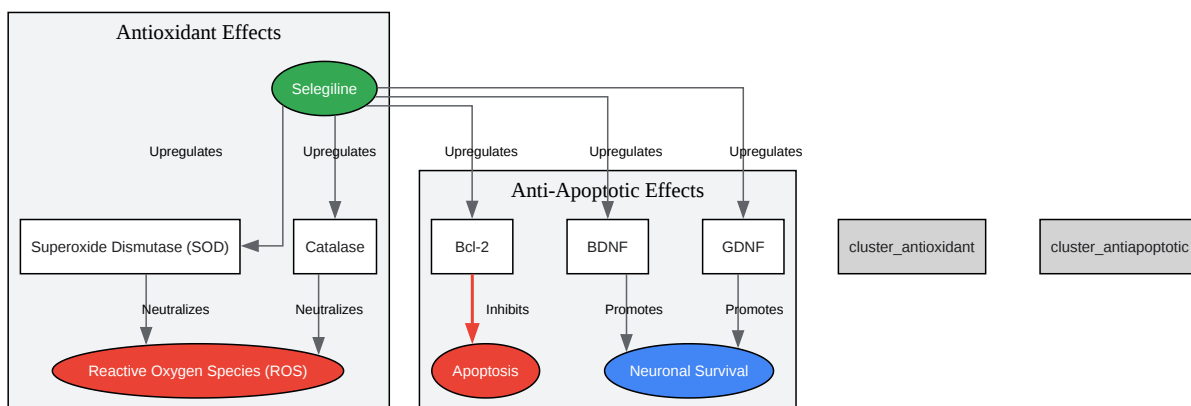 Antioxidant Effects
Selegiline
Upregulates
Upregulates
Upregulates
Upregulates
Upregulates
Anti-Apoptotic Effects
Superoxide Dismutase (SOD)
Catalase
Bcl-2
BDNF
GDNF
cluster_antioxidant
cluster_antiapoptotic
Neutralizes
Neutralizes
Inhibits
Promotes
Promotes
Reactive Oxygen Species (ROS)
Apoptosis
Neuronal Survival